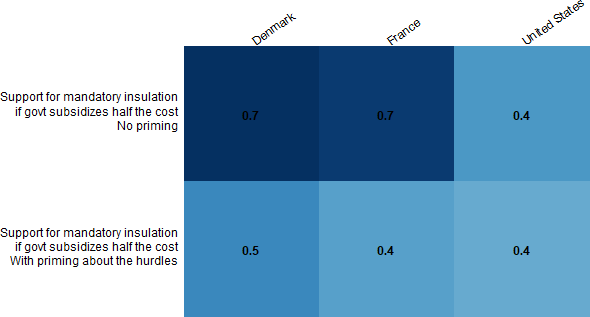 Denmark
France
United States
Support for mandatory insulation
if govt subsidizes half the cost
No priming
0.7
0.7
0.4
Support for mandatory insulation
if govt subsidizes half the cost
With priming about the hurdles
0.5
0.4
0.4